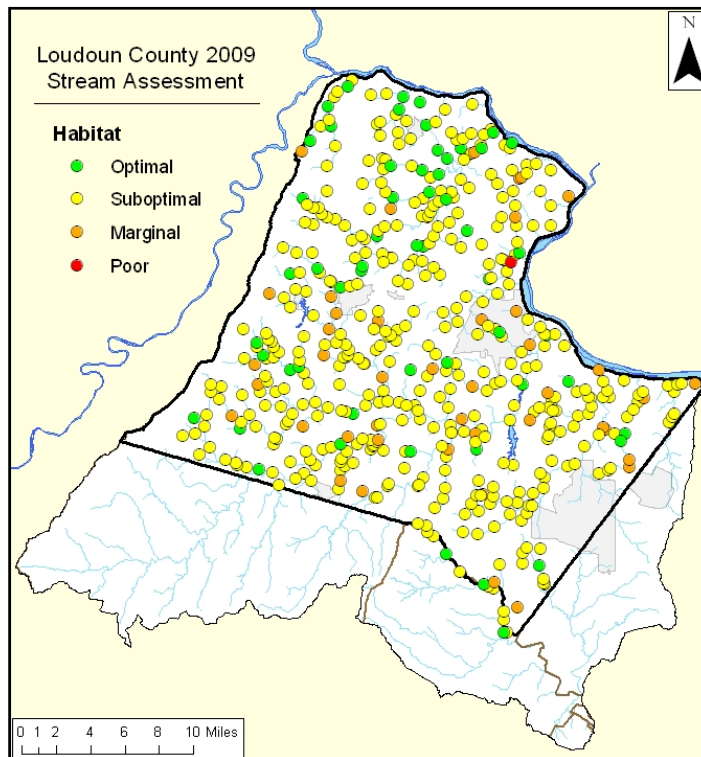 Loudoun County 2009
Stream Assessment
N
Habitat
Optimal
Suboptimal
Marginal
Poor
0 1 2 4 6 8 10 Miles